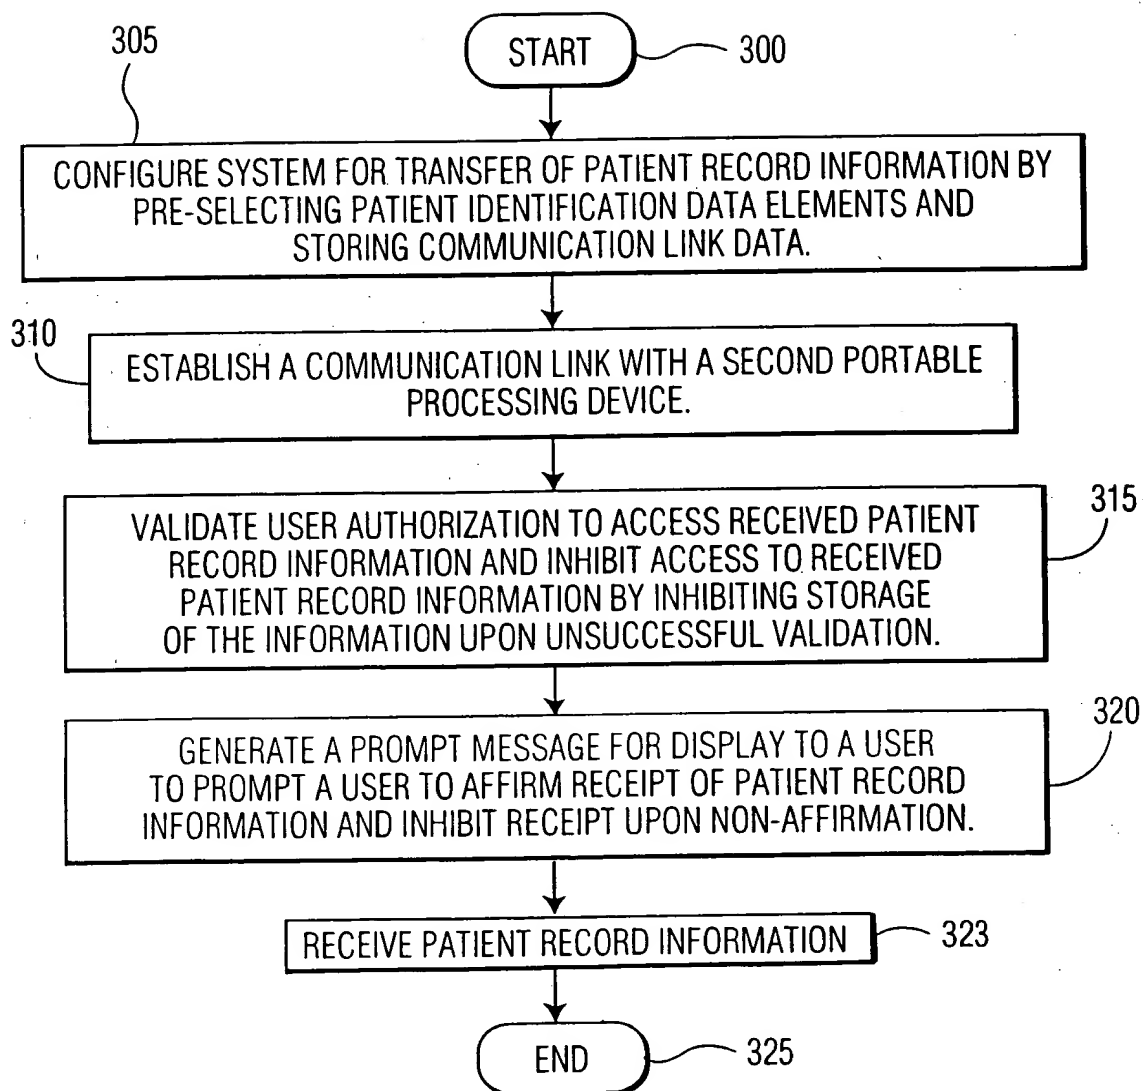 START
300
305
CONFIGURE SYSTEM FOR TRANSFER OF PATIENT RECORD INFORMATION BY
PRE-SELECTING PATIENT IDENTIFICATION DATA ELEMENTS AND
STORING COMMUNICATION LINK DATA.
310
ESTABLISH A COMMUNICATION LINK WITH A SECOND PORTABLE
PROCESSING DEVICE.
VALIDATE USER AUTHORIZATION TO ACCESS RECEIVED PATIENT
RECORD INFORMATION AND INHIBIT ACCESS TO RECEIVED
PATIENT RECORD INFORMATION BY INHIBITING STORAGE
OF THE INFORMATION UPON UNSUCCESSFUL VALIDATION.
315
GENERATE A PROMPT MESSAGE FOR DISPLAY TO A USER
TO PROMPT A USER TO AFFIRM RECEIPT OF PATIENT RECORD
INFORMATION AND INHIBIT RECEIPT UPON NON-AFFIRMATION.
320
RECEIVE PATIENT RECORD INFORMATION
323
END
325